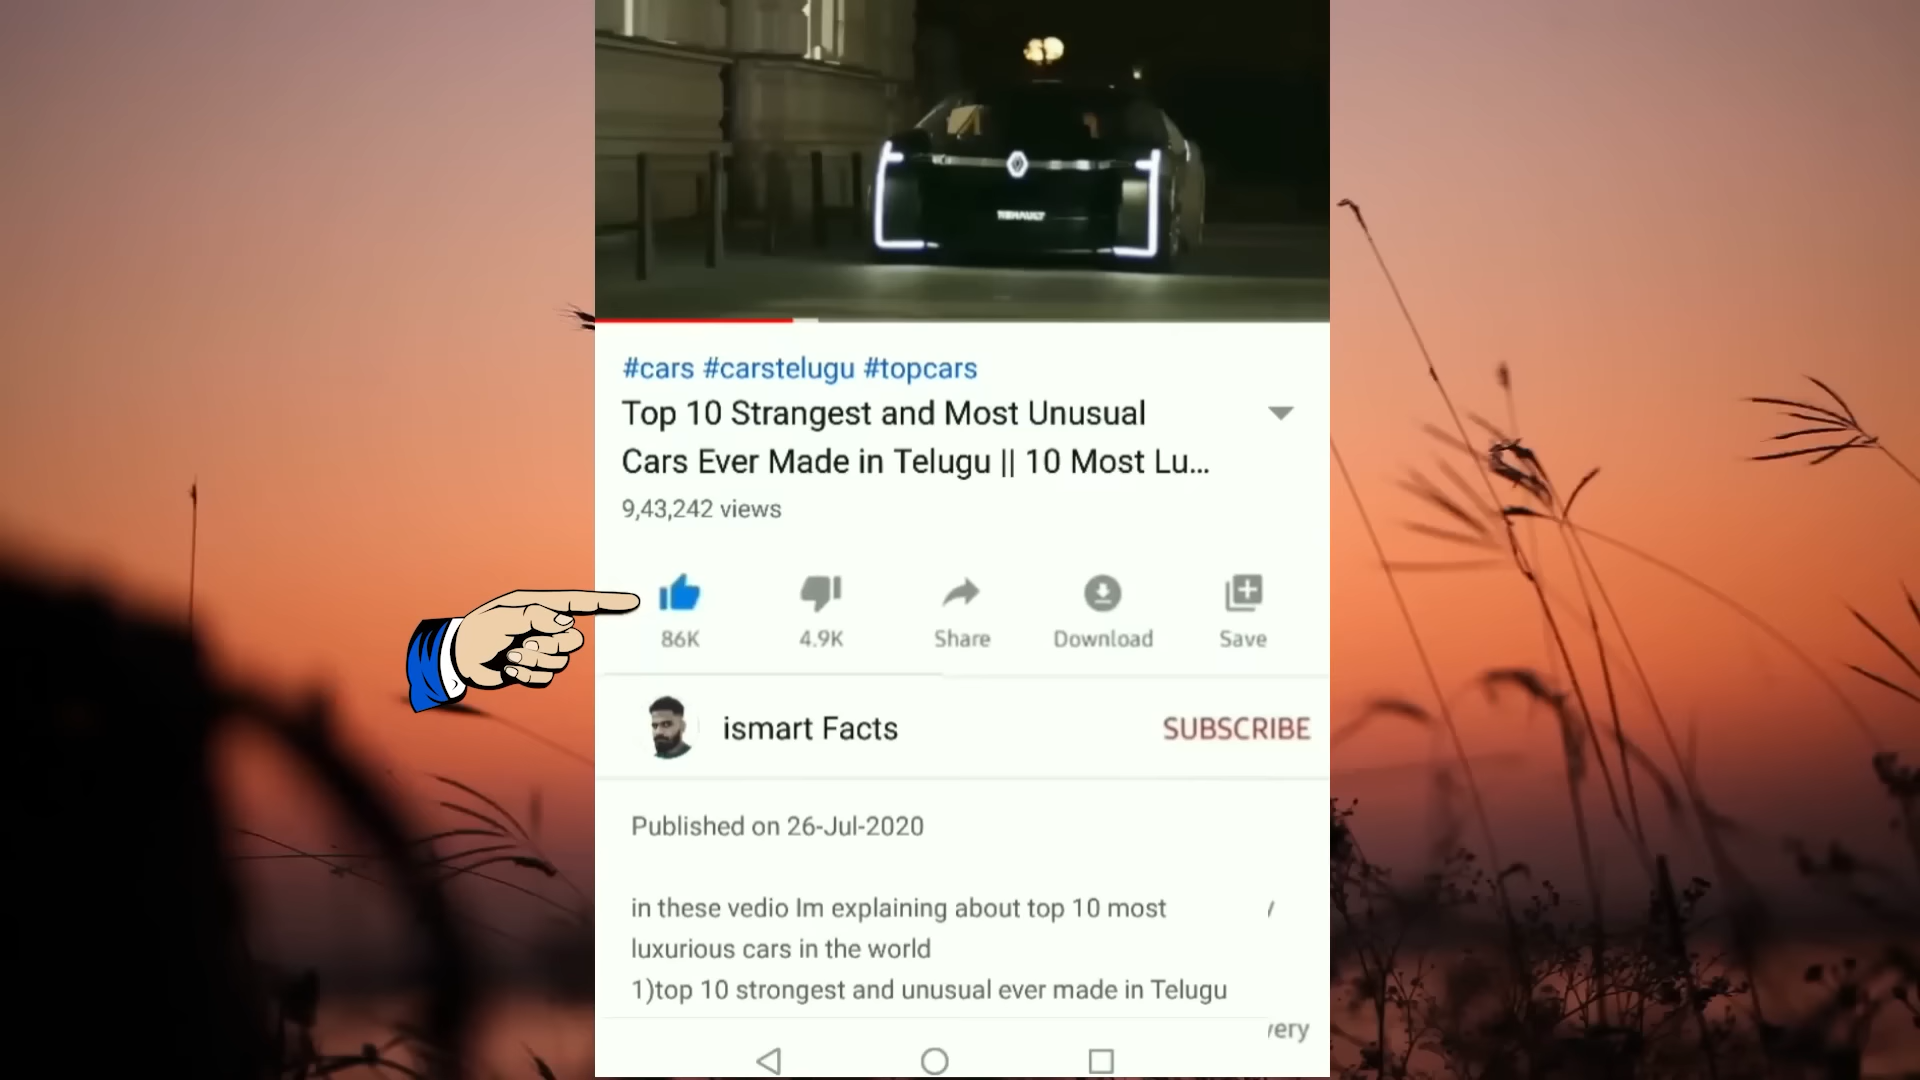 RENAULT
#cars #carstelugu #topcars
Top 10 Strangest and Most Unusual
Cars Ever Made in Telugu || 10 Most Lu...
9,43,242 views
86K 4.9K Share Download Save
ismart Facts SUBSCRIBE
Published on 26-Jul-2020
in these vedio Im explaining about top 10 most
luxurious cars in the world
1)top 10 strongest and unusual ever made in Telugu